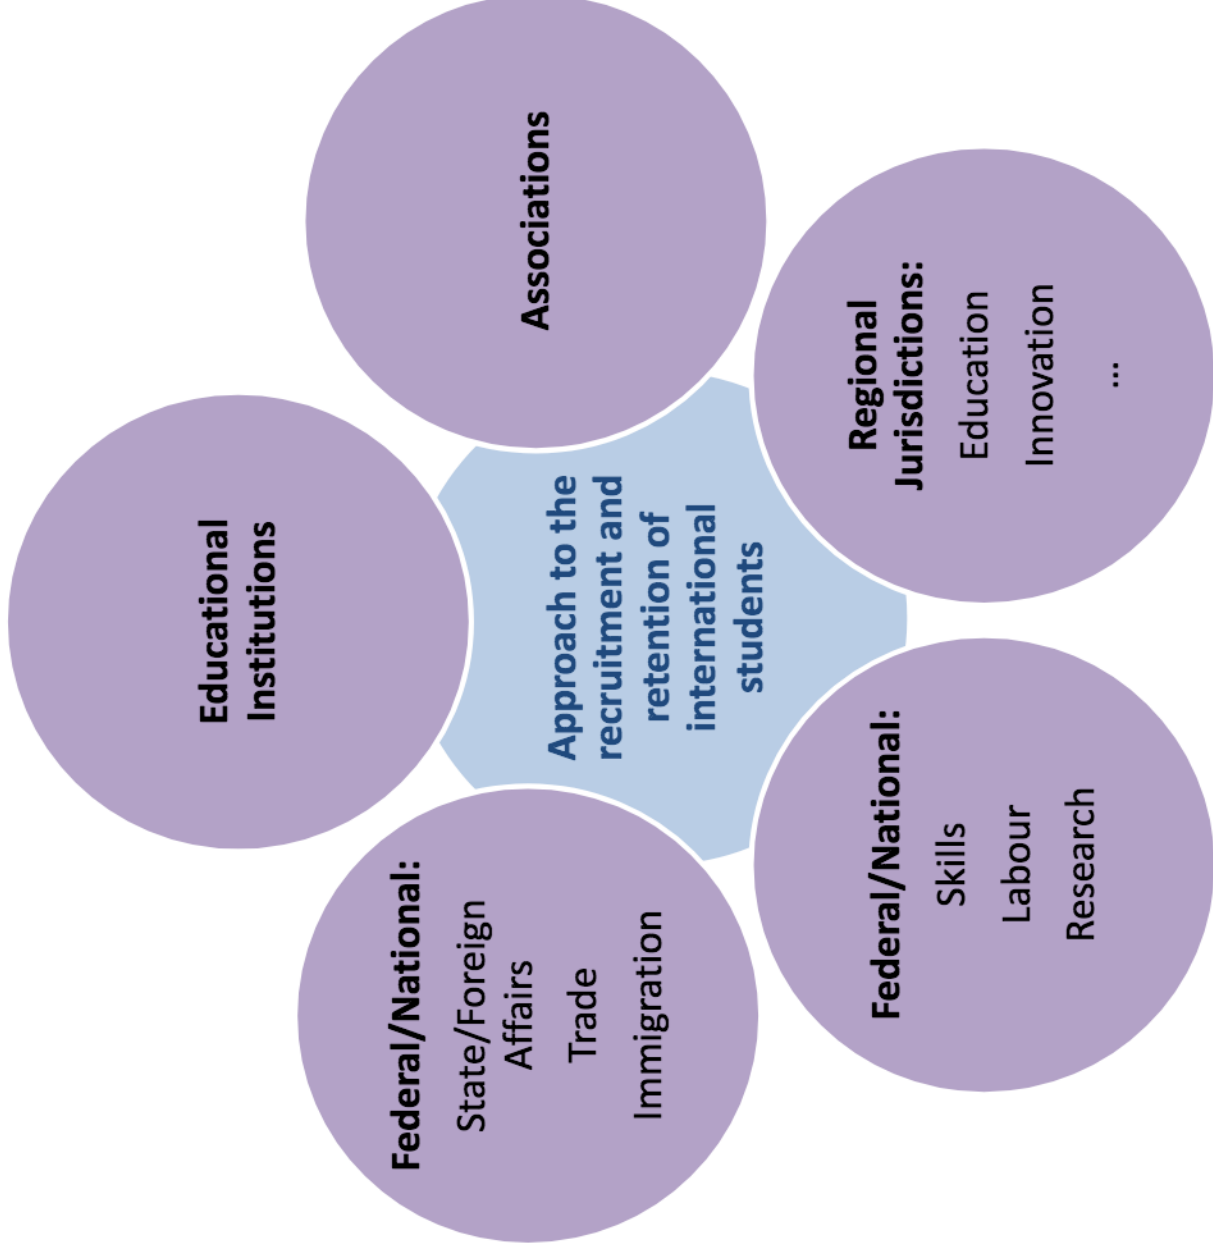 Educational
Institutions
Associations
Regional
Jurisdictions:
Education
Innovation
...
Federal/National:
Skills
Labour
Research
Federal/National:
State/Foreign
Affairs
Trade
Immigration
Approach to the
recruitment and
retention of
international
students